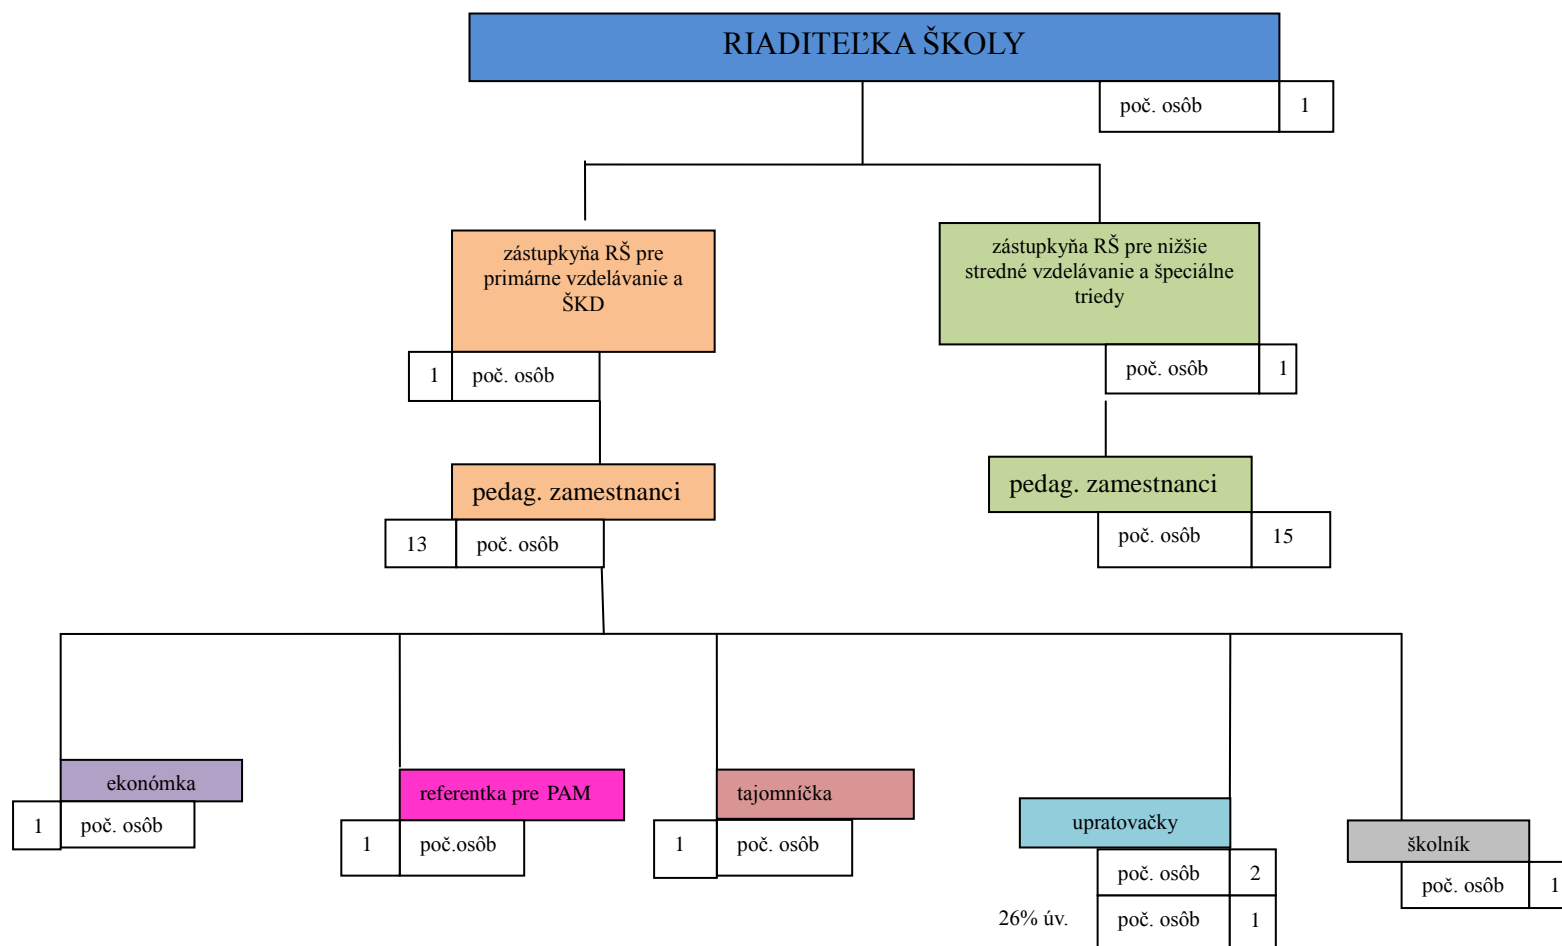 RIADITEĽKA ŠKOLY
poč. osôb 1
zástupkyňa RŠ pre
primárne vzdelávanie a
ŠKD
1 poč. osôb
zástupkyňa RŠ pre nižšie
stredné vzdelávanie a špeciálne
triedy
poč. osôb 1
pedag. zamestnanci
13 poč. osôb
pedag. zamestnanci
poč. osôb 15
ekonómka
1 poč. osôb
referentka pre PAM
1 poč.osôb
tajomníčka
1 poč. osôb
upratovačky
poč. osôb 2
26% úv. poč. osôb 1
školník
poč. osôb 1